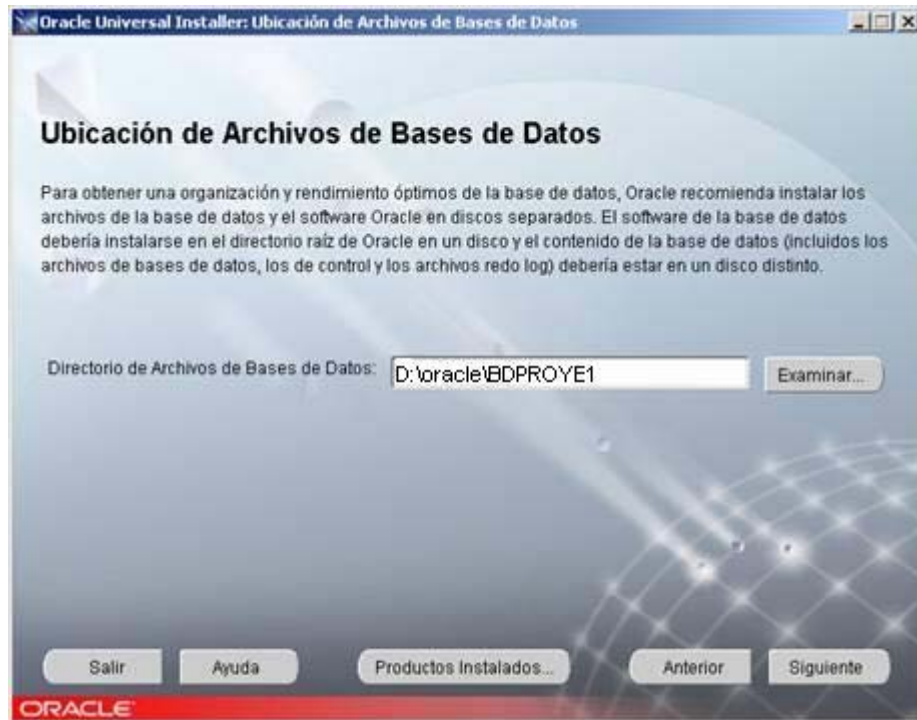 Oracle Universal Installer: Ubicación de Archivos de Bases de Datos
Ubicación de Archivos de Bases de Datos
Para obtener una organización y rendimiento óptimos de la base de datos, Oracle recomienda instalar los
archivos de la base de datos y el software Oracle en discos separados. El software de la base de datos
debería instalarse en el directorio raíz de Oracle en un disco y el contenido de la base de datos (incluidos los
archivos de bases de datos, los de control y los archivos redo log) debería estar en un disco distinto.
Directorio de Archivos de Bases de Datos: D:\oracle\BDPROYE1 Examinar...
Salir Ayuda Productos Instalados... Anterior Siguiente
ORACLE